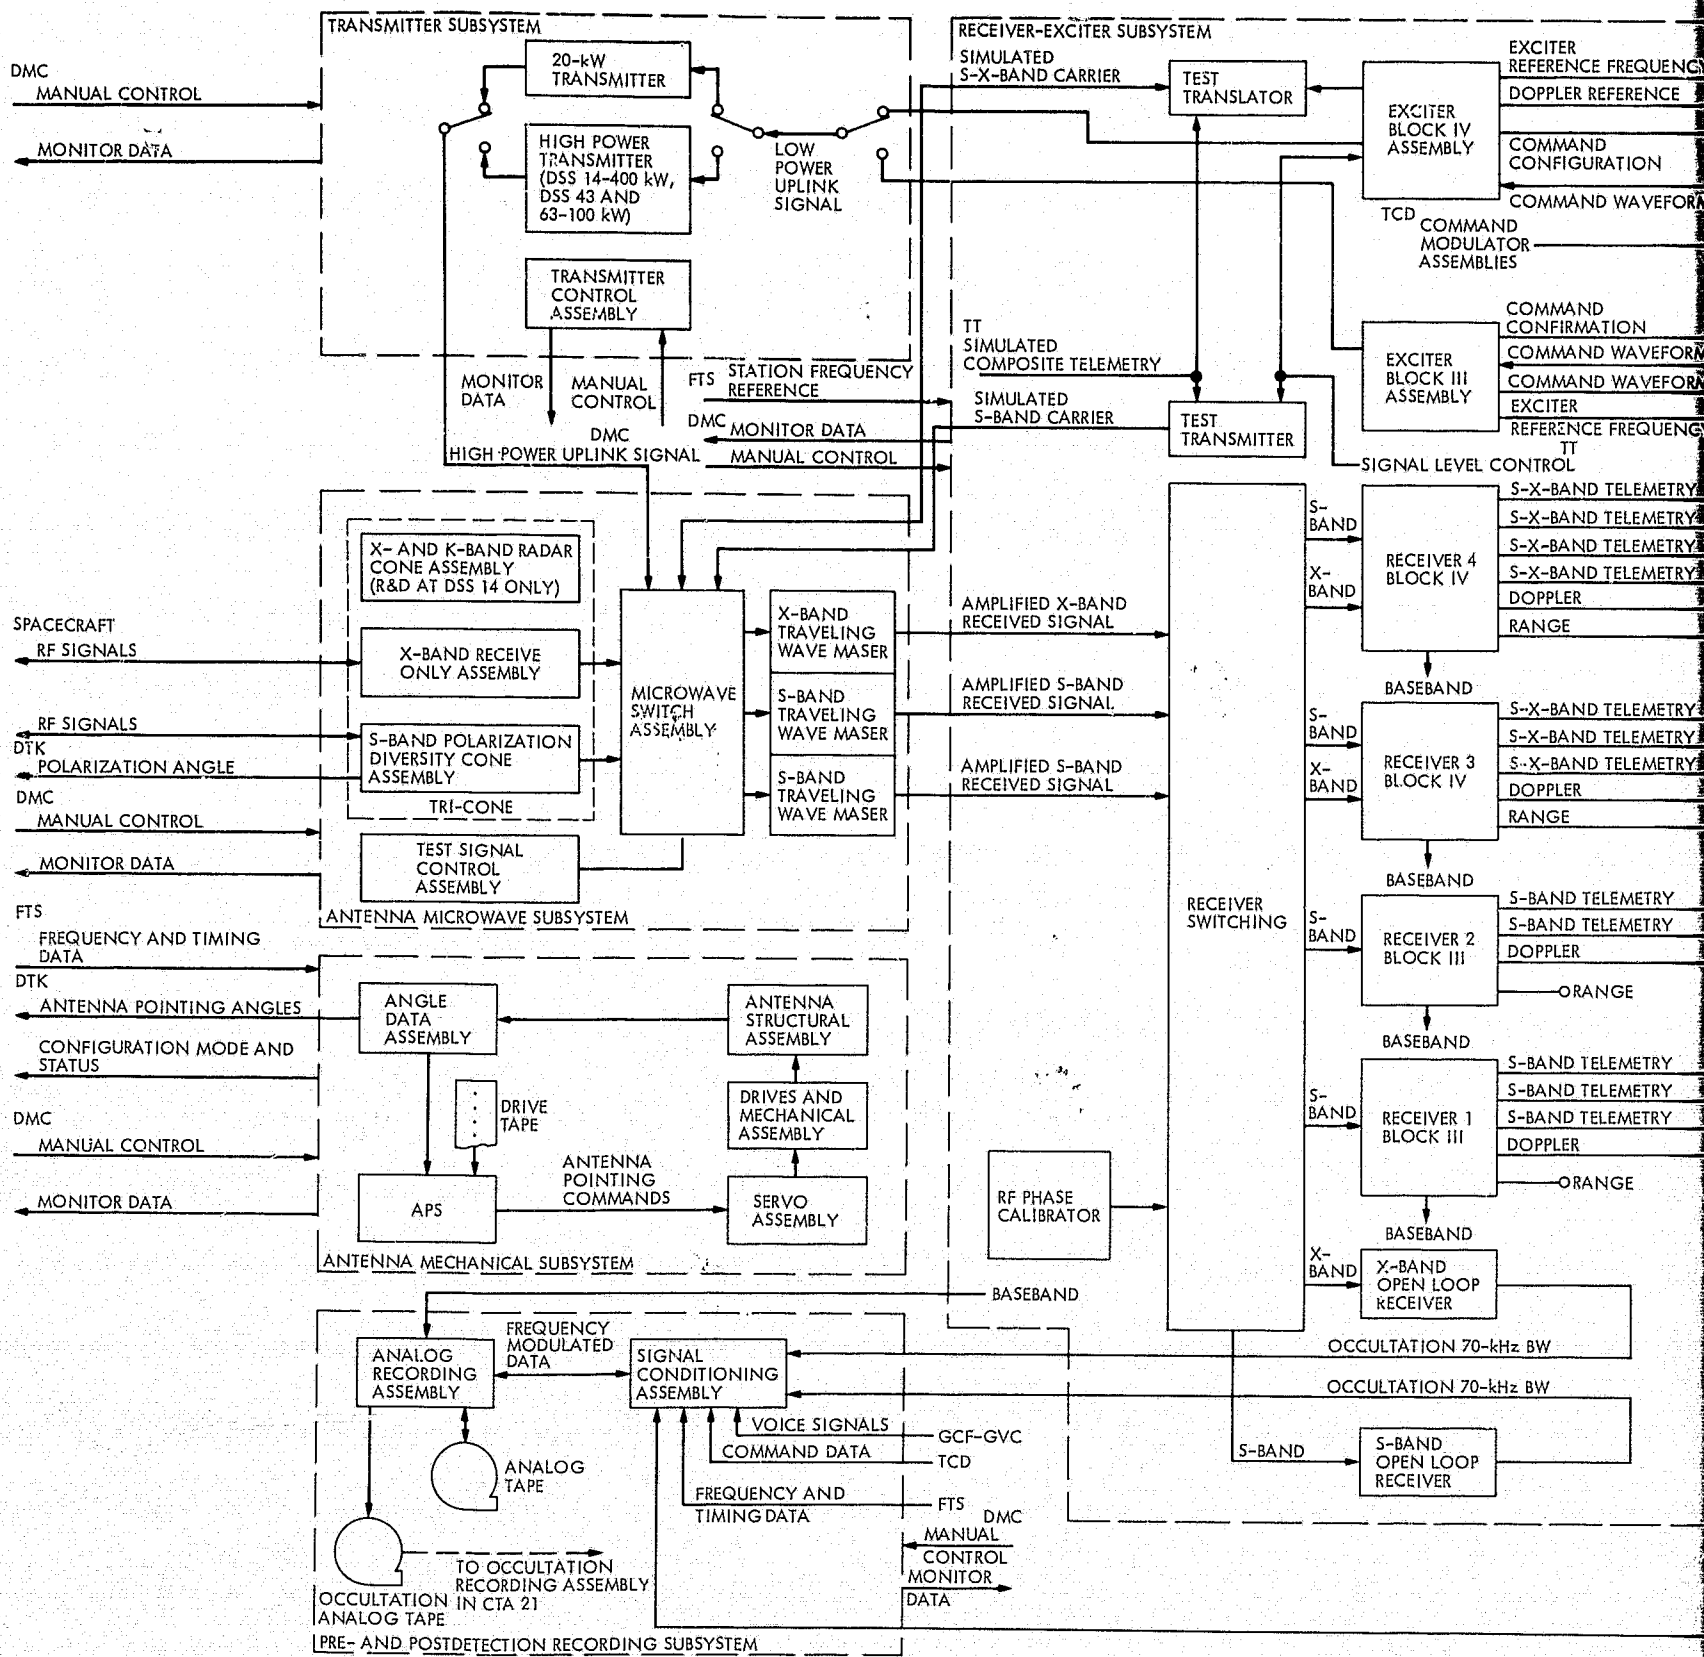 TRANSMITTER SUBSYSTEM
DMC
MANUAL CONTROL
MONITOR DATA
20-kW
TRANSMITTER
HIGH POWER
TRANSMITTER
(DSS 14-400 kW,
DSS 43 AND
63-100 kW)
LOW
POWER
UPLINK
SIGNAL
TRANSMITTER
CONTROL
ASSEMBLY
MONITOR
DATA
MANUAL
CONTROL
DMC
HIGH POWER UPLINK SIGNAL
FTS
STATION FREQUENCY
REFERENCE
DMC
MONITOR DATA
MANUAL CONTROL
RECEIVER-EXCITER SUBSYSTEM
SIMULATED
S-X-BAND CARRIER
TEST
TRANSLATOR
EXCITER
BLOCK IV
ASSEMBLY
EXCITER
REFERENCE FREQUENC
DOPPLER REFERENCE
COMMAND
CONFIGURATION
COMMAND WAVEFORM
TCD
COMMAND
MODULATOR
ASSEMBLIES
TT
SIMULATED
COMPOSITE TELEMETRY
SIMULATED
S-BAND CARRIER
TEST
TRANSMITTER
EXCITER
BLOCK III
ASSEMBLY
COMMAND
CONFIRMATION
COMMAND WAVEFORM
COMMAND WAVEFORM
EXCITER
REFERENCE FREQUENC
TT
SIGNAL LEVEL CONTROL
X- AND K-BAND RADAR
CONE ASSEMBLY
(R&D AT DSS 14 ONLY)
SPACECRAFT
RF SIGNALS
X-BAND RECEIVE
ONLY ASSEMBLY
RF SIGNALS
DTK
POLARIZATION ANGLE
S-BAND POLARIZATION
DIVERSITY CONE
ASSEMBLY
TRI-CONE
DMC
MANUAL CONTROL
MONITOR DATA
TEST SIGNAL
CONTROL
ASSEMBLY
MICROWAVE
SWITCH
ASSEMBLY
X-BAND
TRAVELING
WAVE MASER
S-BAND
TRAVELING
WAVE MASER
S-BAND
TRAVELING
WAVE MASER
ANTENNA MICROWAVE SUBSYSTEM
AMPLIFIED X-BAND
RECEIVED SIGNAL
AMPLIFIED S-BAND
RECEIVED SIGNAL
AMPLIFIED S-BAND
RECEIVED SIGNAL
RECEIVER
SWITCHING
S-
BAND
X-
BAND
RECEIVER 4
BLOCK IV
S-X-BAND TELEMETRY
S-X-BAND TELEMETRY
S-X-BAND TELEMETRY
S-X-BAND TELEMETRY
DOPPLER
RANGE
BASEBAND
S-
BAND
X-
BAND
RECEIVER 3
BLOCK IV
S-X-BAND TELEMETRY
S-X-BAND TELEMETRY
S-X-BAND TELEMETRY
DOPPLER
RANGE
BASEBAND
S-
BAND
RECEIVER 2
BLOCK III
S-BAND TELEMETRY
S-BAND TELEMETRY
DOPPLER
RANGE
BASEBAND
S-
BAND
RECEIVER 1
BLOCK III
S-BAND TELEMETRY
S-BAND TELEMETRY
S-BAND TELEMETRY
DOPPLER
RANGE
BASEBAND
X-
BAND
X-BAND
OPEN LOOP
RECEIVER
OCCULTATION 70-kHz BW
OCCULTATION 70-kHz BW
S-BAND
S-BAND
OPEN LOOP
RECEIVER
RF PHASE
CALIBRATOR
FTS
FREQUENCY AND TIMING
DATA
DTK
ANTENNA POINTING ANGLES
CONFIGURATION MODE AND
STATUS
DMC
MANUAL CONTROL
MONITOR DATA
ANGLE
DATA
ASSEMBLY
DRIVE
TAPE
APS
ANTENNA
POINTING
COMMANDS
ANTENNA
STRUCTURAL
ASSEMBLY
DRIVES AND
MECHANICAL
ASSEMBLY
SERVO
ASSEMBLY
ANTENNA MECHANICAL SUBSYSTEM
BASEBAND
ANALOG
RECORDING
ASSEMBLY
FREQUENCY
MODULATED
DATA
SIGNAL
CONDITIONING
ASSEMBLY
VOICE SIGNALS
GCF-GVC
COMMAND DATA
TCD
FREQUENCY AND
TIMING DATA
FTS
DMC
MANUAL
CONTROL
MONITOR
DATA
ANALOG
TAPE
TO OCCULTATION
RECORDING ASSEMBLY
IN CTA 21
OCCULTATION
ANALOG TAPE
PRE- AND POSTDETECTION RECORDING SUBSYSTEM